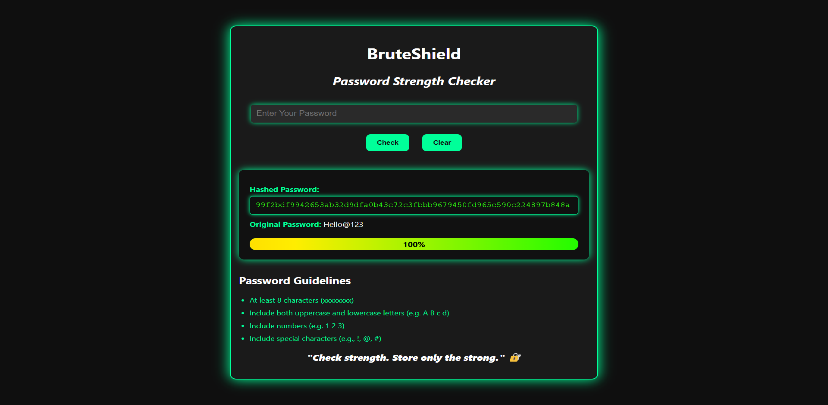 BruteShield
Password Strength Checker
Enter Your Password
Check Clear
Hashed Password:
99f2bdf9942653ab32d9dfa0b43c72c3fbbb9679450fd965c590c224897b848a
Original Password: Hello@123
100%
Password Guidelines
• At least 8 characters (xxxxxxxx)
• Include both uppercase and lowercase letters (e.g. A B c d)
• Include numbers (e.g. 1 2 3)
• Include special characters (e.g., !, @, #)
"Check strength. Store only the strong." 🔐